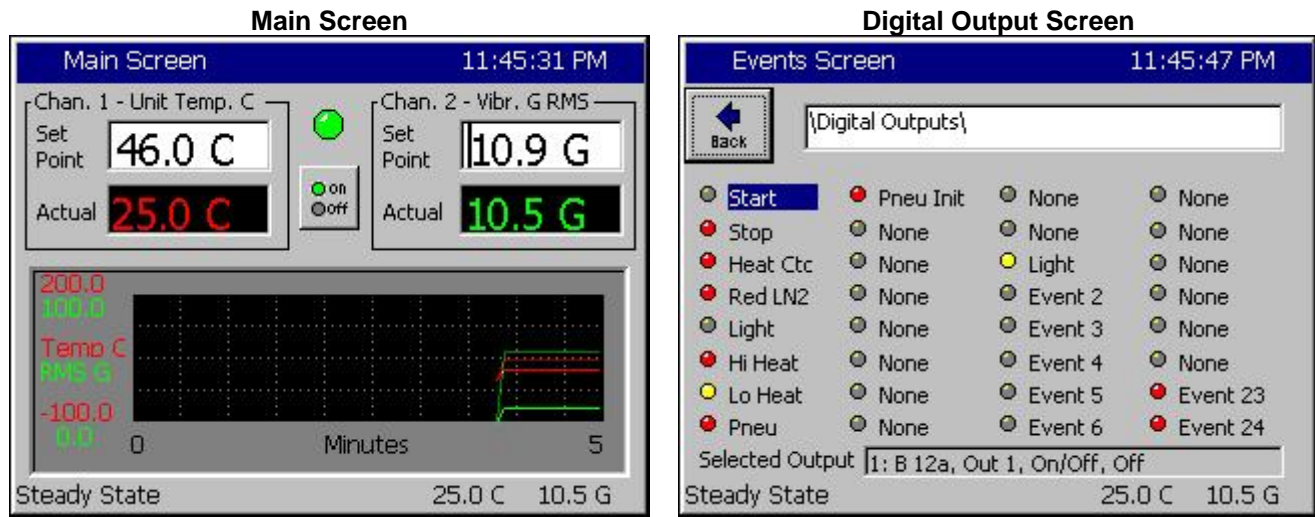 Main Screen
Main Screen 11:45:31 PM
Chan. 1 - Unit Temp. C
Set Point 46.0 C
Actual 25.0 C
on
off
Chan. 2 - Vibr. G RMS
Set Point 10.9 G
Actual 10.5 G
200.0
100.0
Temp C
RMS G
-100.0
0.0
0 Minutes 5
Steady State 25.0 C 10.5 G
Digital Output Screen
Events Screen 11:45:47 PM
Back
\Digital Outputs\
Start Pneu Init None None
Stop None None None
Heat Ctc None Light None
Red LN2 None Event 2 None
Light None Event 3 None
Hi Heat None Event 4 None
Lo Heat None Event 5 Event 23
Pneu None Event 6 Event 24
Selected Output 1: B 12a, Out 1, On/Off, Off
Steady State 25.0 C 10.5 G